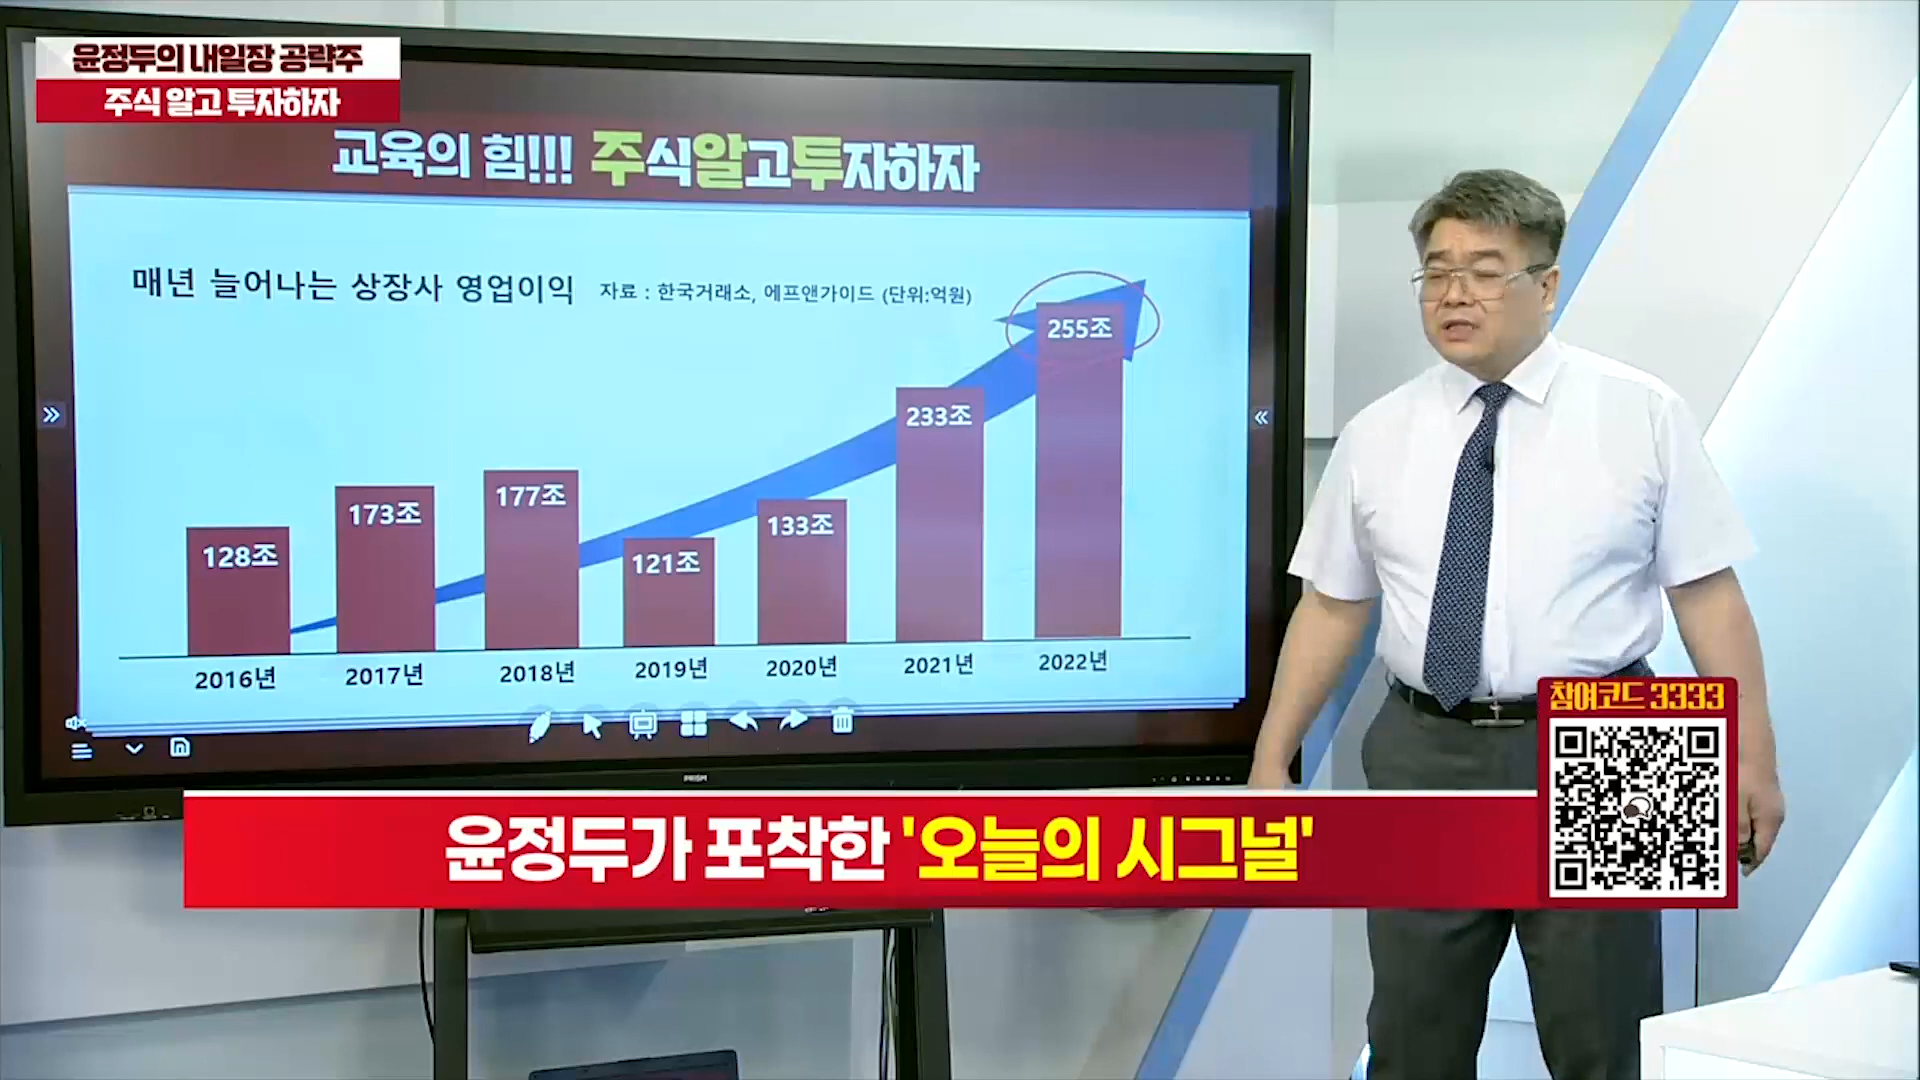 윤정두의 내일장 공략주
주식 알고 투자하자
교육의 힘!!! 주식알고투자하자
매년 늘어나는 상장사 영업이익 자료 : 한국거래소, 에프앤가이드 (단위:억원)
128조
173조
177조
121조
133조
233조
255조
2016년
2017년
2018년
2019년
2020년
2021년
2022년
PRISM
참여코드 3333
윤정두가 포착한 '오늘의 시그널'